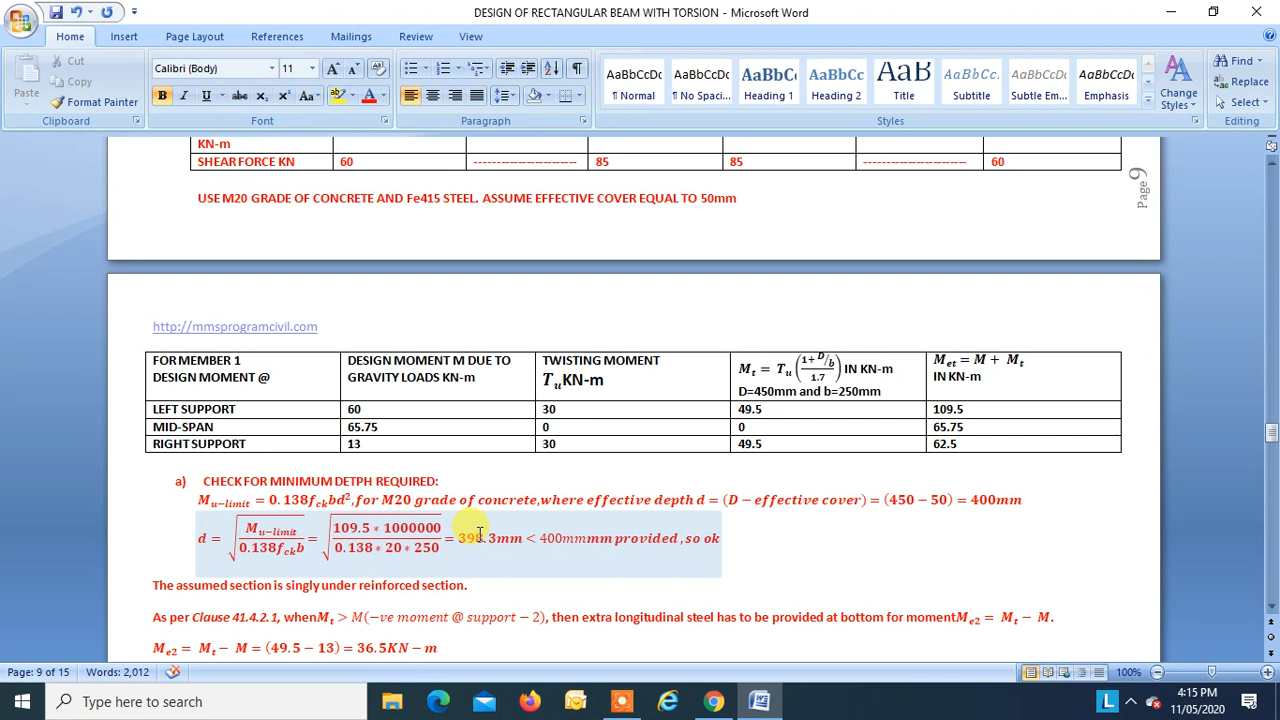 DESIGN OF RECTANGULAR BEAM WITH TORSION - Microsoft Word
Home Insert Page Layout References Mailings Review View
Paste
Cut
Copy
Format Painter
Clipboard
Calibri (Body) 11
B I U abe x₂ x² Aa
Font
Paragraph
AaBbCcDc AaBbCcDc AaBbCc AaBbCc AaB AaBbCc. AaBbCcDc AaBbCcDc
¶ Normal ¶ No Spaci... Heading 1 Heading 2 Title Subtitle Subtle Em... Emphasis
Change Styles
Styles
Find
Replace
Select
Editing
KN-m
SHEAR FORCE KN 60 -------------------------- 85 85 -------------------------- 60
USE M20 GRADE OF CONCRETE AND Fe415 STEEL. ASSUME EFFECTIVE COVER EQUAL TO 50mm
Page 9
http://mmsprogramcivil.com
FOR MEMBER 1 DESIGN MOMENT @ DESIGN MOMENT M DUE TO GRAVITY LOADS KN-m TWISTING MOMENT T_uKN-m M_t = T_u((1+D/b)/1.7) IN KN-m D=450mm and b=250mm M_et = M + M_t IN KN-m
LEFT SUPPORT 60 30 49.5 109.5
MID-SPAN 65.75 0 0 65.75
RIGHT SUPPORT 13 30 49.5 62.5
a) CHECK FOR MINIMUM DETPH REQUIRED:
M_u−limit = 0.138f_ckbd², for M20 grade of concrete, where effective depth d = (D − effective cover) = (450 − 50) = 400mm
d = √(M_u−limit / 0.138f_ckb) = √(109.5 * 1000000 / 0.138 * 20 * 250) = 398.3mm < 400mmmm provided, so ok
The assumed section is singly under reinforced section.
As per Clause 41.4.2.1, whenM_t > M(−ve moment @ support − 2), then extra longitudinal steel has to be provided at bottom for momentM_e2 = M_t − M.
M_e2 = M_t − M = (49.5 − 13) = 36.5KN − m
Page: 9 of 15 Words: 2,012 100%
Type here to search
4:15 PM
11/05/2020